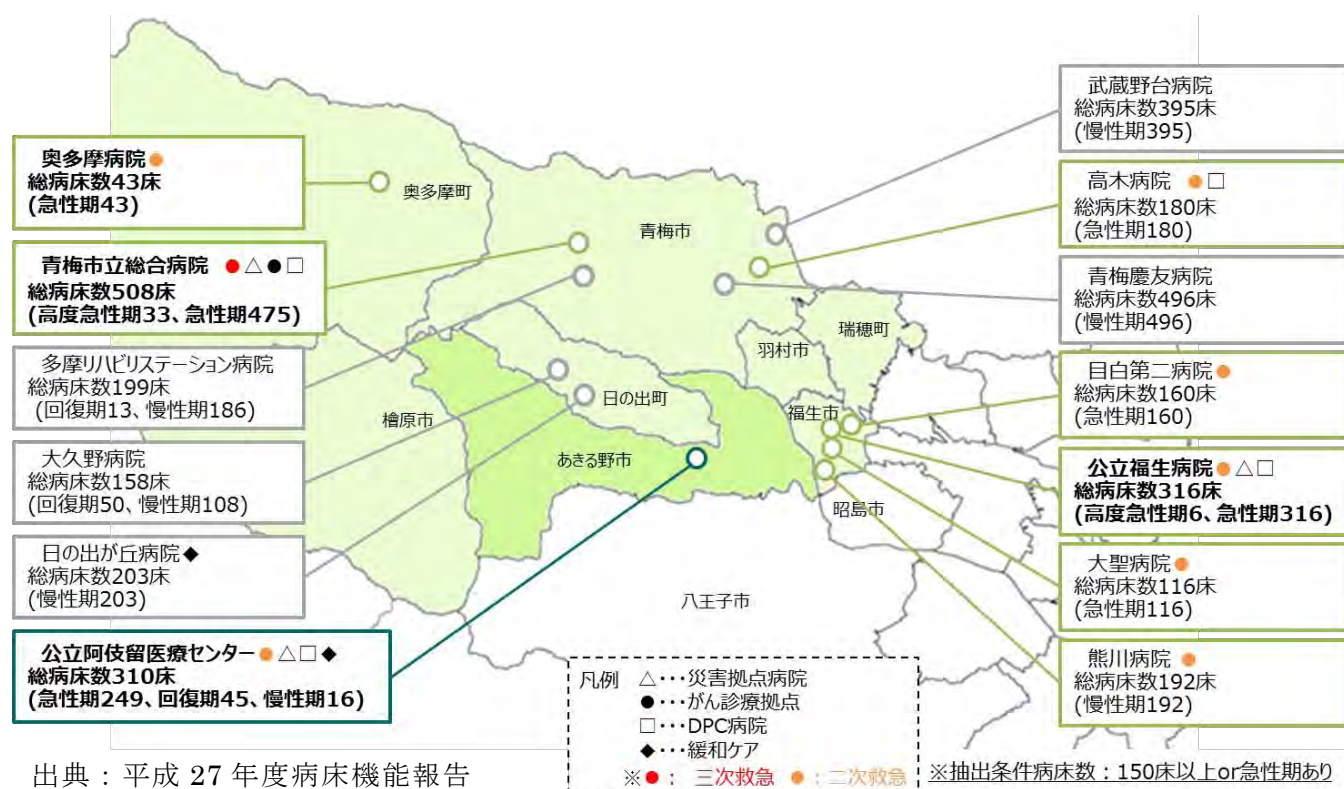 奥多摩病院●
総病床数43床
(急性期43)
青梅市立総合病院 ●△●□
総病床数508床
(高度急性期33、急性期475)
多摩リハビリステーション病院
総病床数199床
(回復期13、慢性期186)
大久野病院
総病床数158床
(回復期50、慢性期108)
日の出が丘病院◆
総病床数203床
(慢性期203)
公立阿伎留医療センター●△□◆
総病床数310床
(急性期249、回復期45、慢性期16)
奥多摩町
青梅市
瑞穂町
羽村市
日の出町
福生市
檜原市
あきる野市
昭島市
八王子市
武蔵野台病院
総病床数395床
(慢性期395)
高木病院 ●□
総病床数180床
(急性期180)
青梅慶友病院
総病床数496床
(慢性期496)
目白第二病院●
総病床数160床
(急性期160)
公立福生病院●△□
総病床数316床
(高度急性期6、急性期316)
大聖病院●
総病床数116床
(急性期116)
熊川病院●
総病床数192床
(慢性期192)
凡例 △・・・災害拠点病院
●・・・がん診療拠点
□・・・DPC病院
◆・・・緩和ケア
※●：三次救急 ●：二次救急
出典：平成 27 年度病床機能報告
※抽出条件病床数：150床以上or急性期あり